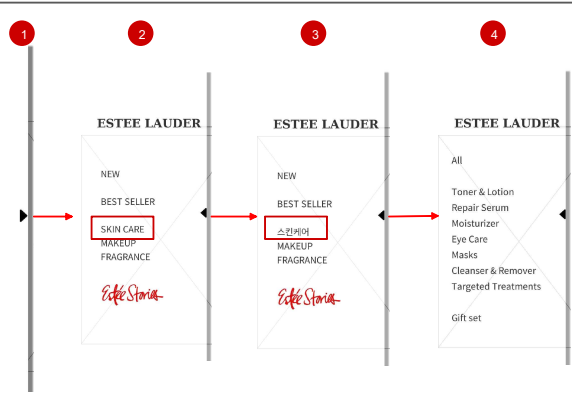 1
2
3
4
ESTEE LAUDER
NEW
BEST SELLER
SKIN CARE
MAKEUP
FRAGRANCE
Estée Stories
ESTEE LAUDER
NEW
BEST SELLER
스킨케어
MAKEUP
FRAGRANCE
Estée Stories
ESTEE LAUDER
All
Toner & Lotion
Repair Serum
Moisturizer
Eye Care
Masks
Cleanser & Remover
Targeted Treatments
Gift set